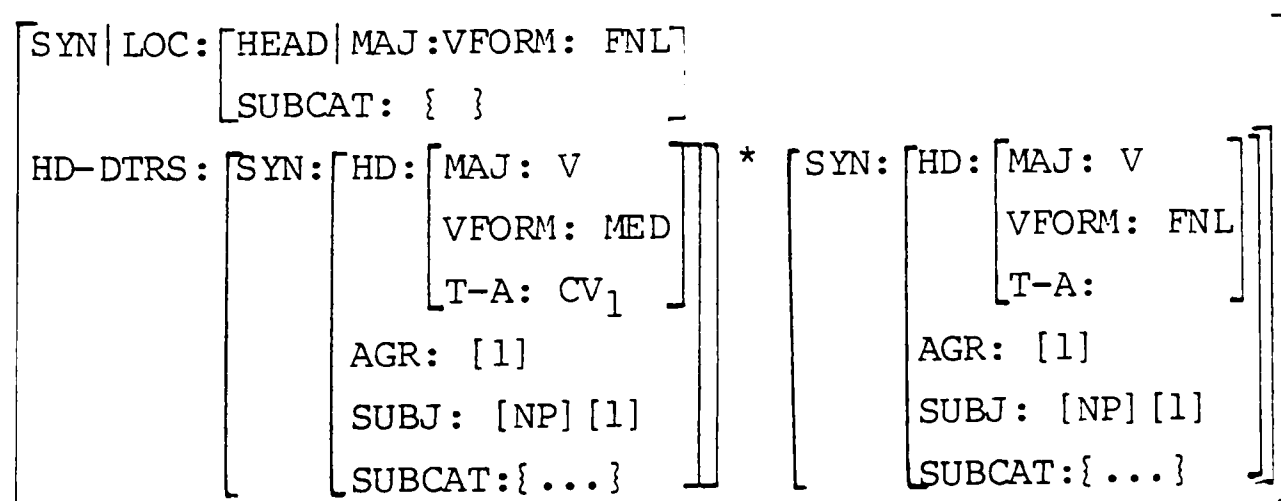 SYN|LOC: HEAD|MAJ:VFORM: FNL
SUBCAT: { }
HD-DTRS: [SYN: [HD: [MAJ: V * [SYN: [HD: [MAJ: V
VFORM: MED VFORM: FNL
T-A: CV₁ T-A:
AGR: [1] AGR: [1]
SUBJ: [NP][1] SUBJ: [NP][1]
SUBCAT:{...} SUBCAT:{...}